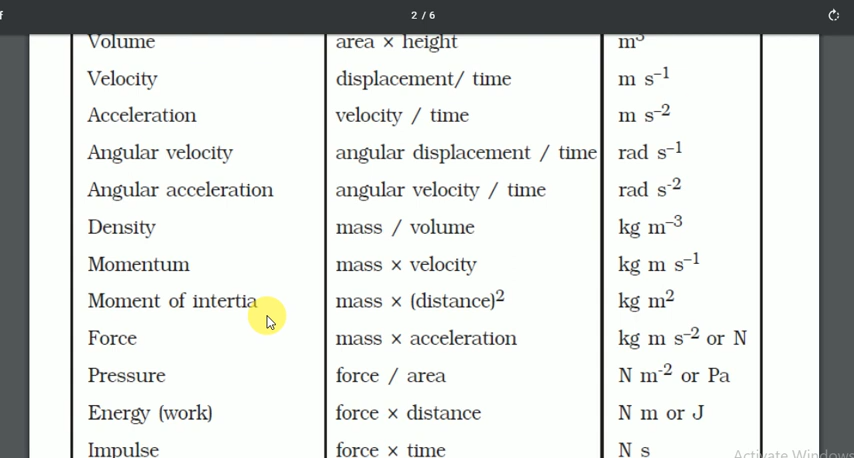 f
2 / 6
Volume area × height m³
Velocity displacement/ time m s⁻¹
Acceleration velocity / time m s⁻²
Angular velocity angular displacement / time rad s⁻¹
Angular acceleration angular velocity / time rad s⁻²
Density mass / volume kg m⁻³
Momentum mass × velocity kg m s⁻¹
Moment of intertia mass × (distance)² kg m²
Force mass × acceleration kg m s⁻² or N
Pressure force / area N m⁻² or Pa
Energy (work) force × distance N m or J
Impulse force × time N s
Activate Windows